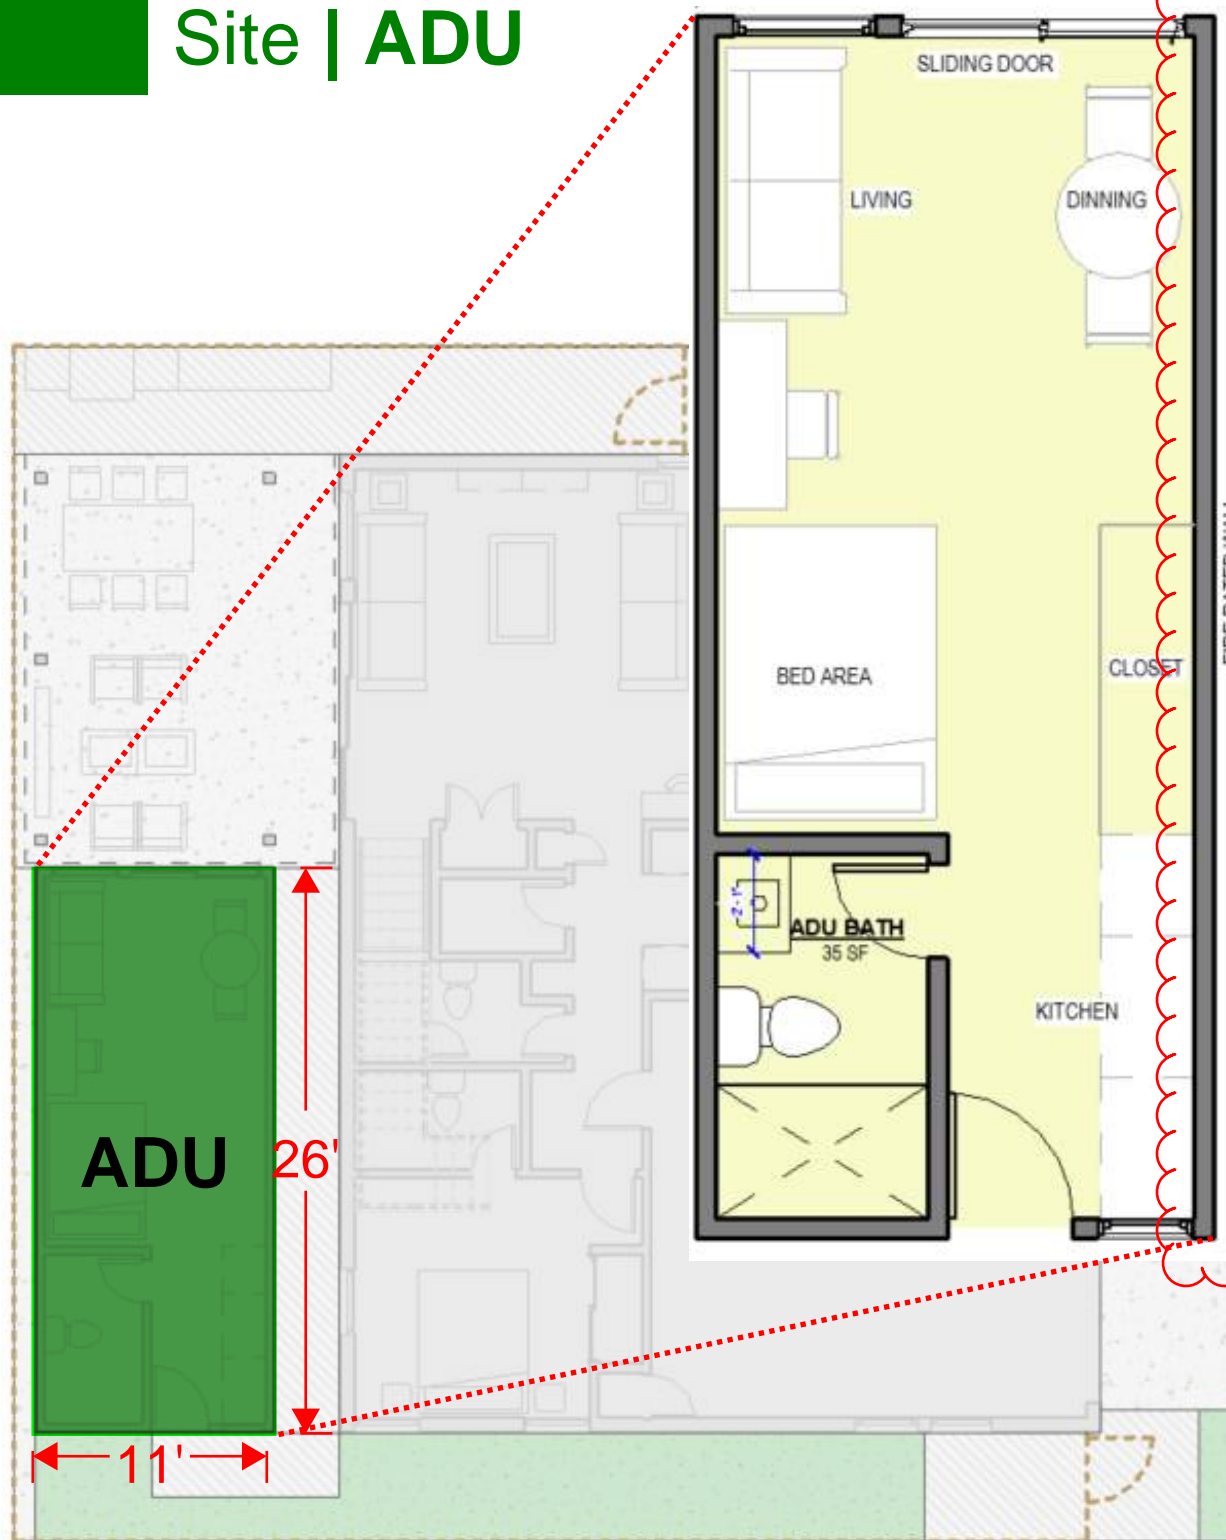 Site | ADU
SLIDING DOOR
LIVING
DINNING
BED AREA
CLOSET
2'-1"
ADU BATH
35 SF
KITCHEN
ADU
26'
11'